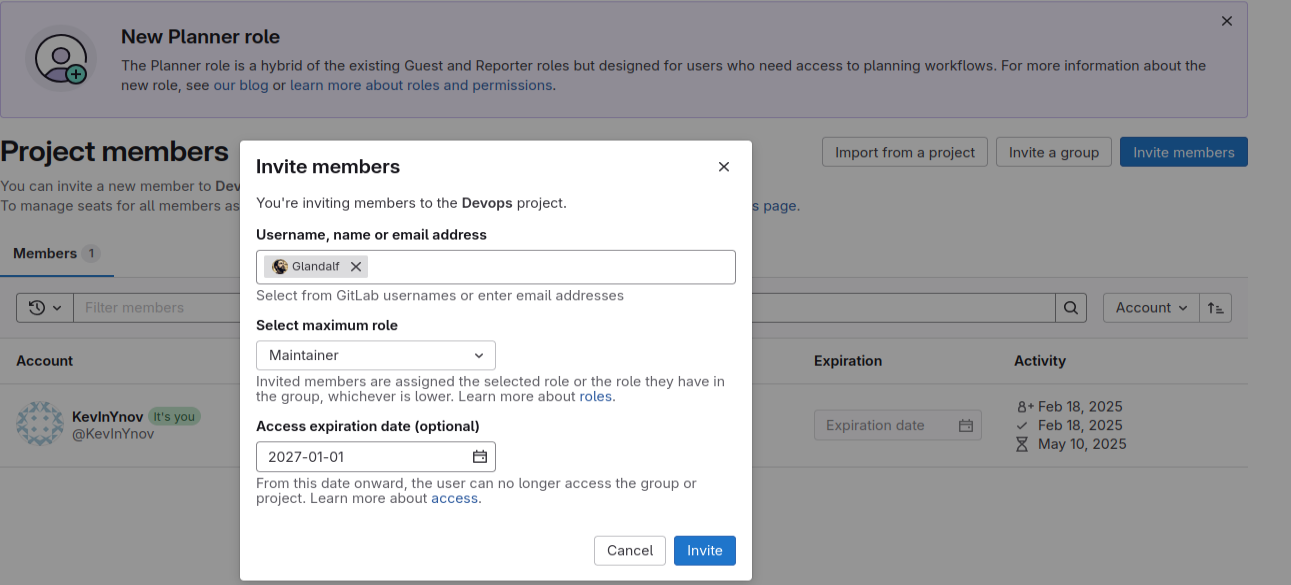 New Planner role
The Planner role is a hybrid of the existing Guest and Reporter roles but designed for users who need access to planning workflows. For more information about the
new role, see our blog or learn more about roles and permissions.
Project members
Import from a project
Invite a group
Invite members
You can invite a new member to Dev
To manage seats for all members as
s page.
Members 1
Filter members
Account
Account
Expiration
Activity
KevInYnov It's you
@KevInYnov
Expiration date
Feb 18, 2025
Feb 18, 2025
May 10, 2025
Invite members
You're inviting members to the Devops project.
Username, name or email address
Glandalf
Select from GitLab usernames or enter email addresses
Select maximum role
Maintainer
Invited members are assigned the selected role or the role they have in
the group, whichever is lower. Learn more about roles.
Access expiration date (optional)
2027-01-01
From this date onward, the user can no longer access the group or
project. Learn more about access.
Cancel
Invite